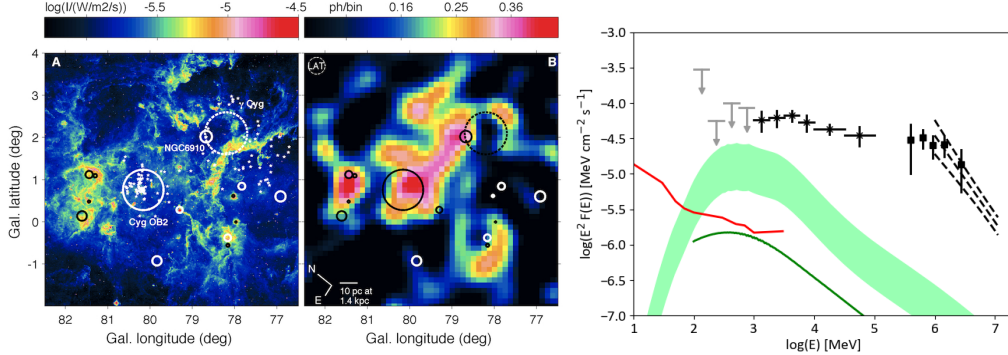 log(I/(W/m2/s)) -5.5 -5 -4.5
ph/bin 0.16 0.25 0.36
A
B
LAT
γ Cyg
NGC6910
Cyg OB2
N
E
10 pc at
1.4 kpc
4
3
2
1
0
-1
Gal. latitude (deg)
82 81 80 79 78 77
82 81 80 79 78 77
Gal. longitude (deg)
Gal. longitude (deg)
-3.0
-3.5
-4.0
-4.5
-5.0
-5.5
-6.0
-6.5
-7.0
log(E² F(E)) [MeV cm⁻² s⁻¹]
1 2 3 4 5 6 7
log(E) [MeV]